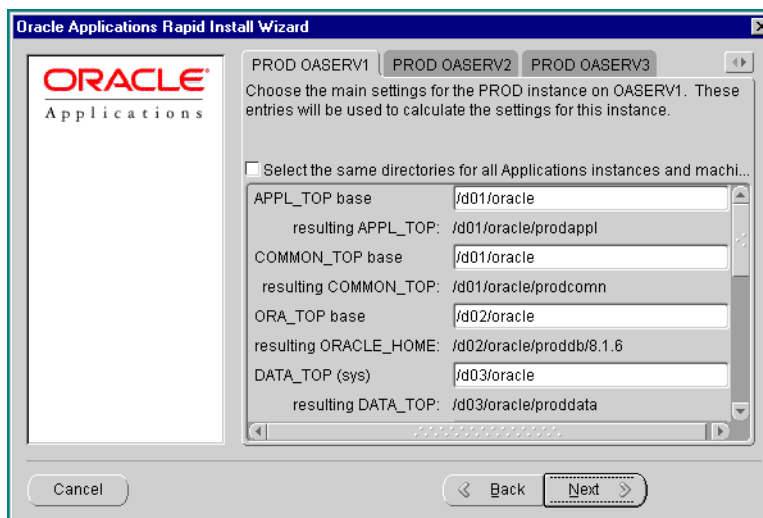 Oracle Applications Rapid Install Wizard
ORACLE®
Applications
PROD OASERV1 PROD OASERV2 PROD OASERV3
Choose the main settings for the PROD instance on OASERV1. These
entries will be used to calculate the settings for this instance.
Select the same directories for all Applications instances and machi...
APPL_TOP base /d01/oracle
resulting APPL_TOP: /d01/oracle/prodappl
COMMON_TOP base /d01/oracle
resulting COMMON_TOP: /d01/oracle/prodcomn
ORA_TOP base /d02/oracle
resulting ORACLE_HOME: /d02/oracle/proddb/8.1.6
DATA_TOP (sys) /d03/oracle
resulting DATA_TOP: /d03/oracle/proddata
Cancel Back Next